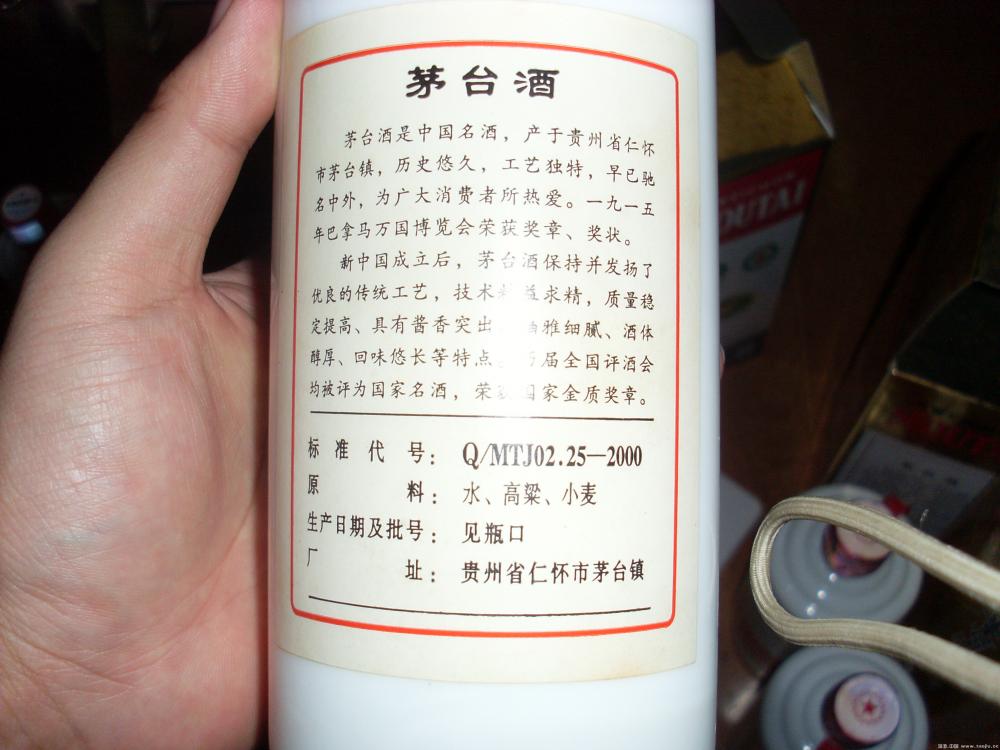 茅台酒
茅台酒是中国名酒，产于贵州省仁怀
市茅台镇，历史悠久，工艺独特，早已驰
名中外，为广大消费者所热爱。一九一五
年巴拿马万国博览会荣获奖章、奖状。
新中国成立后，茅台酒保持并发扬了
优良的传统工艺，技术 益求精，质量稳
定提高、具有酱香突出 雅细腻、酒体
醇厚、回味悠长等特点 届全国评酒会
均被评为国家名酒，荣获国家金质奖章。
标准代号：Q/MTJ02.25—2000
原料：水、高粱、小麦
生产日期及批号：见瓶口
厂址：贵州省仁怀市茅台镇
OUTAI